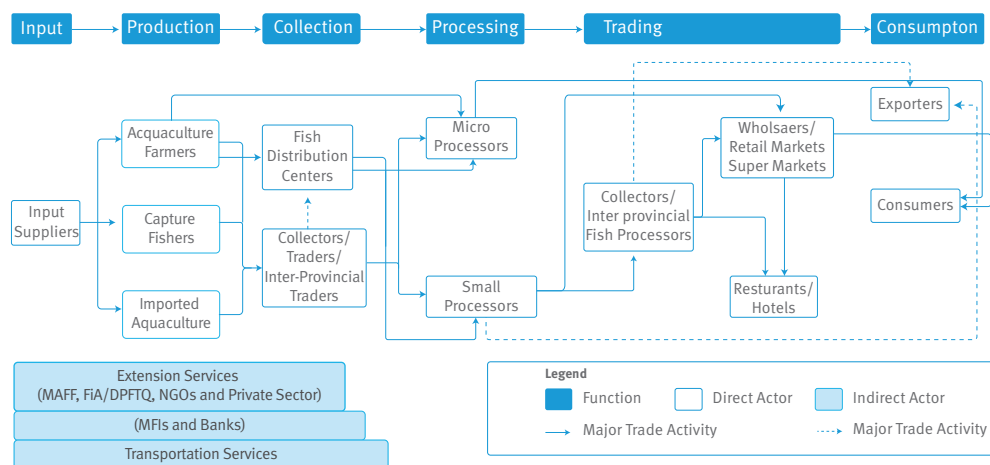 Input
Production
Collection
Processing
Trading
Consumpton
Acquaculture
Farmers
Fish
Distribution
Centers
Micro
Processors
Wholsaers/
Retail Markets
Super Markets
Exporters
Input
Suppliers
Capture
Fishers
Collectors/
Traders/
Inter-Provincial
Traders
Collectors/
Inter provincial
Fish Processors
Consumers
Imported
Aquaculture
Small
Processors
Resturants/
Hotels
Extension Services
(MAFF, FiA/DPFTQ, NGOs and Private Sector)
(MFIs and Banks)
Transportation Services
Legend
Function
Direct Actor
Indirect Actor
Major Trade Activity
Major Trade Activity